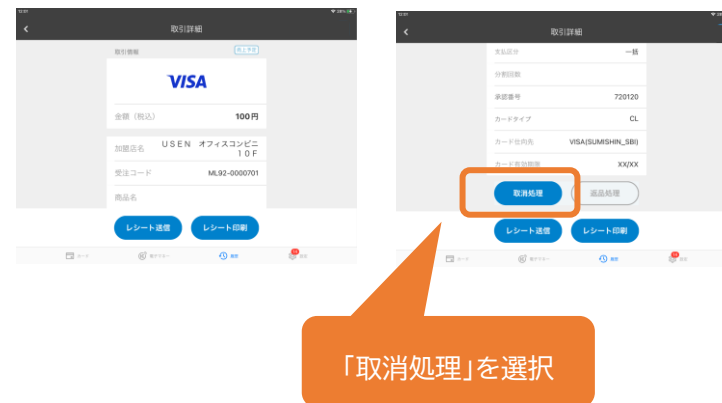 取引詳細
取引情報
VISA
金額（税込） 100円
加盟店名 ＵＳＥＮ オフィスコンビニ
１０Ｆ
受注コード ML92-0000701
商品名
レシート送信 レシート印刷
履歴
取引詳細
支払区分 一括
分割回数
承認番号 720120
カードタイプ CL
カード仕向先 VISA(SUMISHIN_SBI)
カード有効期限 XX/XX
取消処理 返品処理
レシート送信 レシート印刷
履歴
「取消処理」を選択